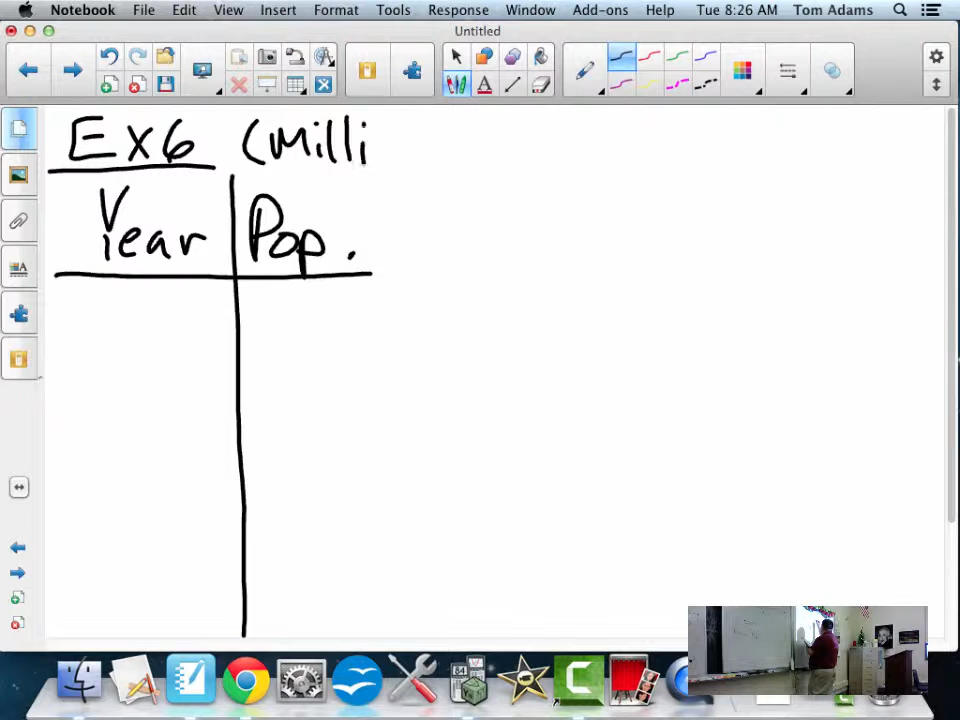 Notebook File Edit View Insert Format Tools Response Window Add-ons Help Tue 8:26 AM Tom Adams
Untitled
Ex6 (Milli
Year Pop.